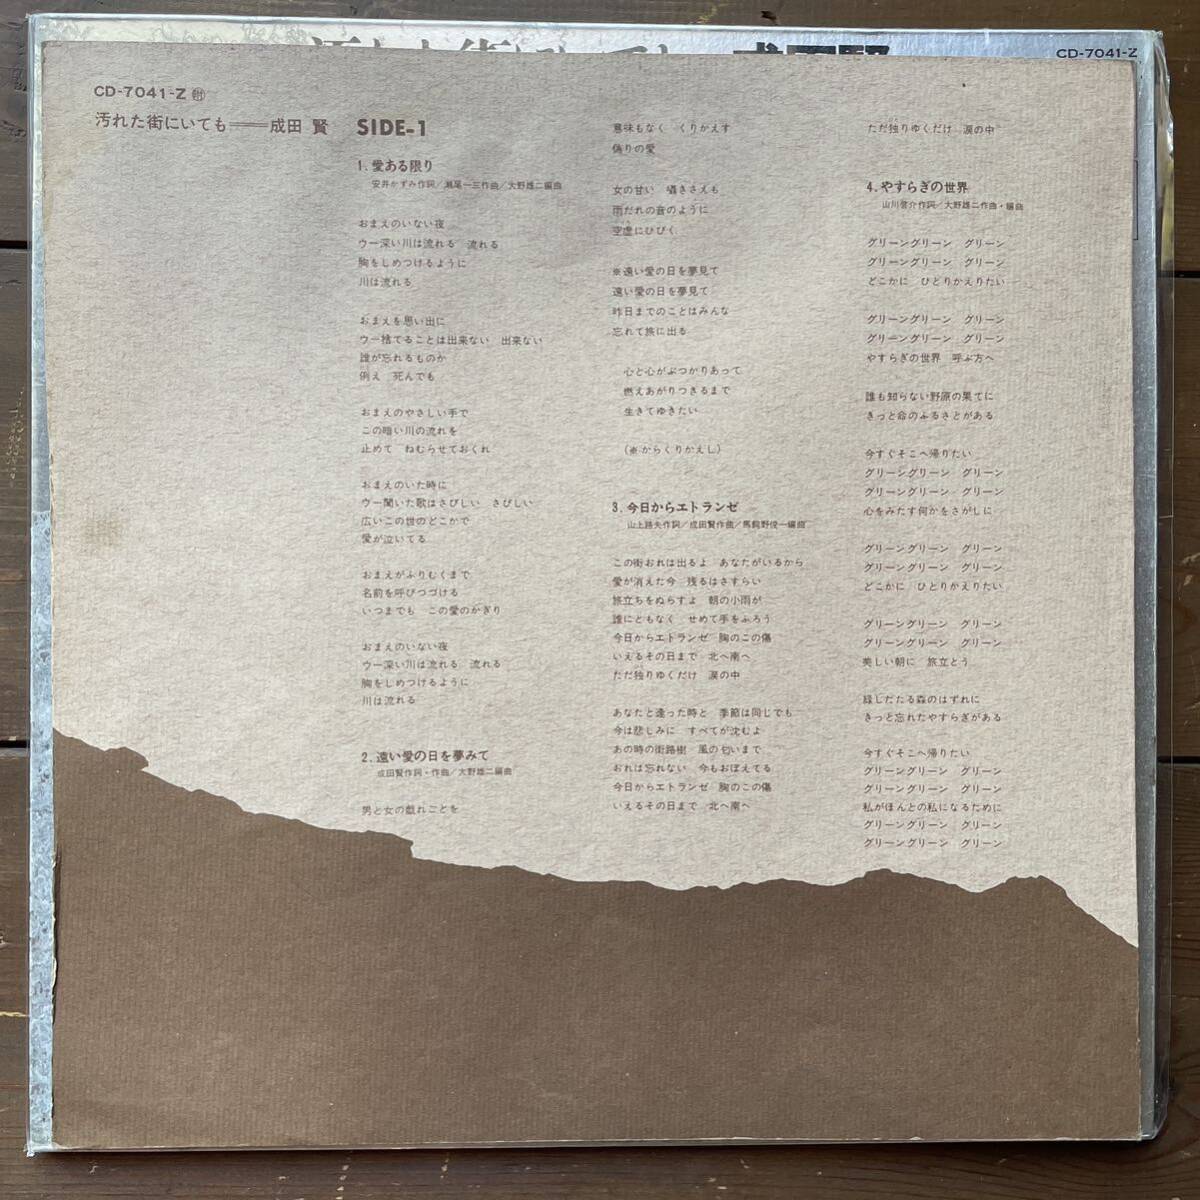 CD-7041-Z
CD-7041-Z
汚れた街にいても──成田 賢
SIDE-1
1. 愛ある限り
安井かずみ作詞／瀬尾一三作曲／大野雄二編曲
おまえのいない夜
ウー深い川は流れる 流れる
胸をしめつけるように
川は流れる
おまえを思い出に
ウー捨てることは出来ない 出来ない
誰が忘れるものか
例え 死んでも
おまえのやさしい手で
この暗い川の流れを
止めて ねむらせておくれ
おまえのいた時に
ウー聞いた歌はさびしい さびしい
広いこの世のどこかで
愛が泣いてる
おまえがふりむくまで
名前を呼びつづける
いつまでも この愛のかぎり
おまえのいない夜
ウー深い川は流れる 流れる
胸をしめつけるように
川は流れる
2. 遠い愛の日を夢みて
成田賢作詞・作曲／大野雄二編曲
男と女の戯れごとを
意味もなく くりかえす
偽りの愛
女の甘い 囁きさえも
雨だれの音のように
空虚にひびく
※遠い愛の日を夢見て
遠い愛の日を夢見て
昨日までのことはみんな
忘れて旅に出る
心と心がぶつかりあって
燃えあがりつきるまで
生きてゆきたい
(※からくりかえし)
3. 今日からエトランゼ
山上路夫作詞／成田賢作曲／馬飼野俊一編曲
この街おれは出るよ あなたがいるから
愛が消えた今 残るはさすらい
旅立ちをぬらすよ 朝の小雨が
誰にともなく せめて手をふろう
今日からエトランゼ 胸のこの傷
いえるその日まで 北へ南へ
ただ独りゆくだけ 涙の中
あなたと逢った時と 季節は同じでも
今は悲しみに すべてが沈むよ
あの時の街路樹 風の匂いまで
おれは忘れない 今もおぼえてる
今日からエトランゼ 胸のこの傷
いえるその日まで 北へ南へ
ただ独りゆくだけ 涙の中
4. やすらぎの世界
山川啓介作詞／大野雄二作曲・編曲
グリーングリーン グリーン
グリーングリーン グリーン
どこかに ひとりかえりたい
グリーングリーン グリーン
グリーングリーン グリーン
やすらぎの世界 呼ぶ方へ
誰も知らない野原の果てに
きっと命のふるさとがある
今すぐそこへ帰りたい
グリーングリーン グリーン
グリーングリーン グリーン
心をみたす何かをさがしに
グリーングリーン グリーン
グリーングリーン グリーン
どこかに ひとりかえりたい
グリーングリーン グリーン
グリーングリーン グリーン
美しい朝に 旅立とう
緑したたる森のはずれに
きっと忘れたやすらぎがある
今すぐそこへ帰りたい
グリーングリーン グリーン
グリーングリーン グリーン
私がほんとの私になるために
グリーングリーン グリーン
グリーングリーン グリーン